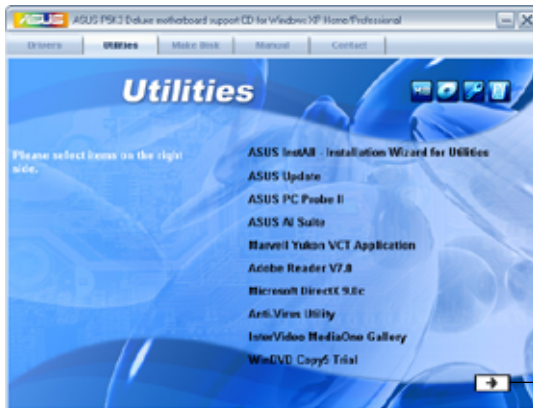 ASUS
ASUS P5K3 Deluxe motherboard support CD for Windows XP Home/Professional
Drivers
Utilities
Make Disk
Manual
Contact
Utilities
Please select items on the right
side.
ASUS InstAll - Installation Wizard for Utilities
ASUS Update
ASUS PC Probe II
ASUS AI Suite
Marvell Yukon VCT Application
Adobe Reader V7.0
Microsoft DirectX 9.0c
Anti-Virus Utility
InterVideo MediaOne Gallery
WinDVD Copy5 Trial